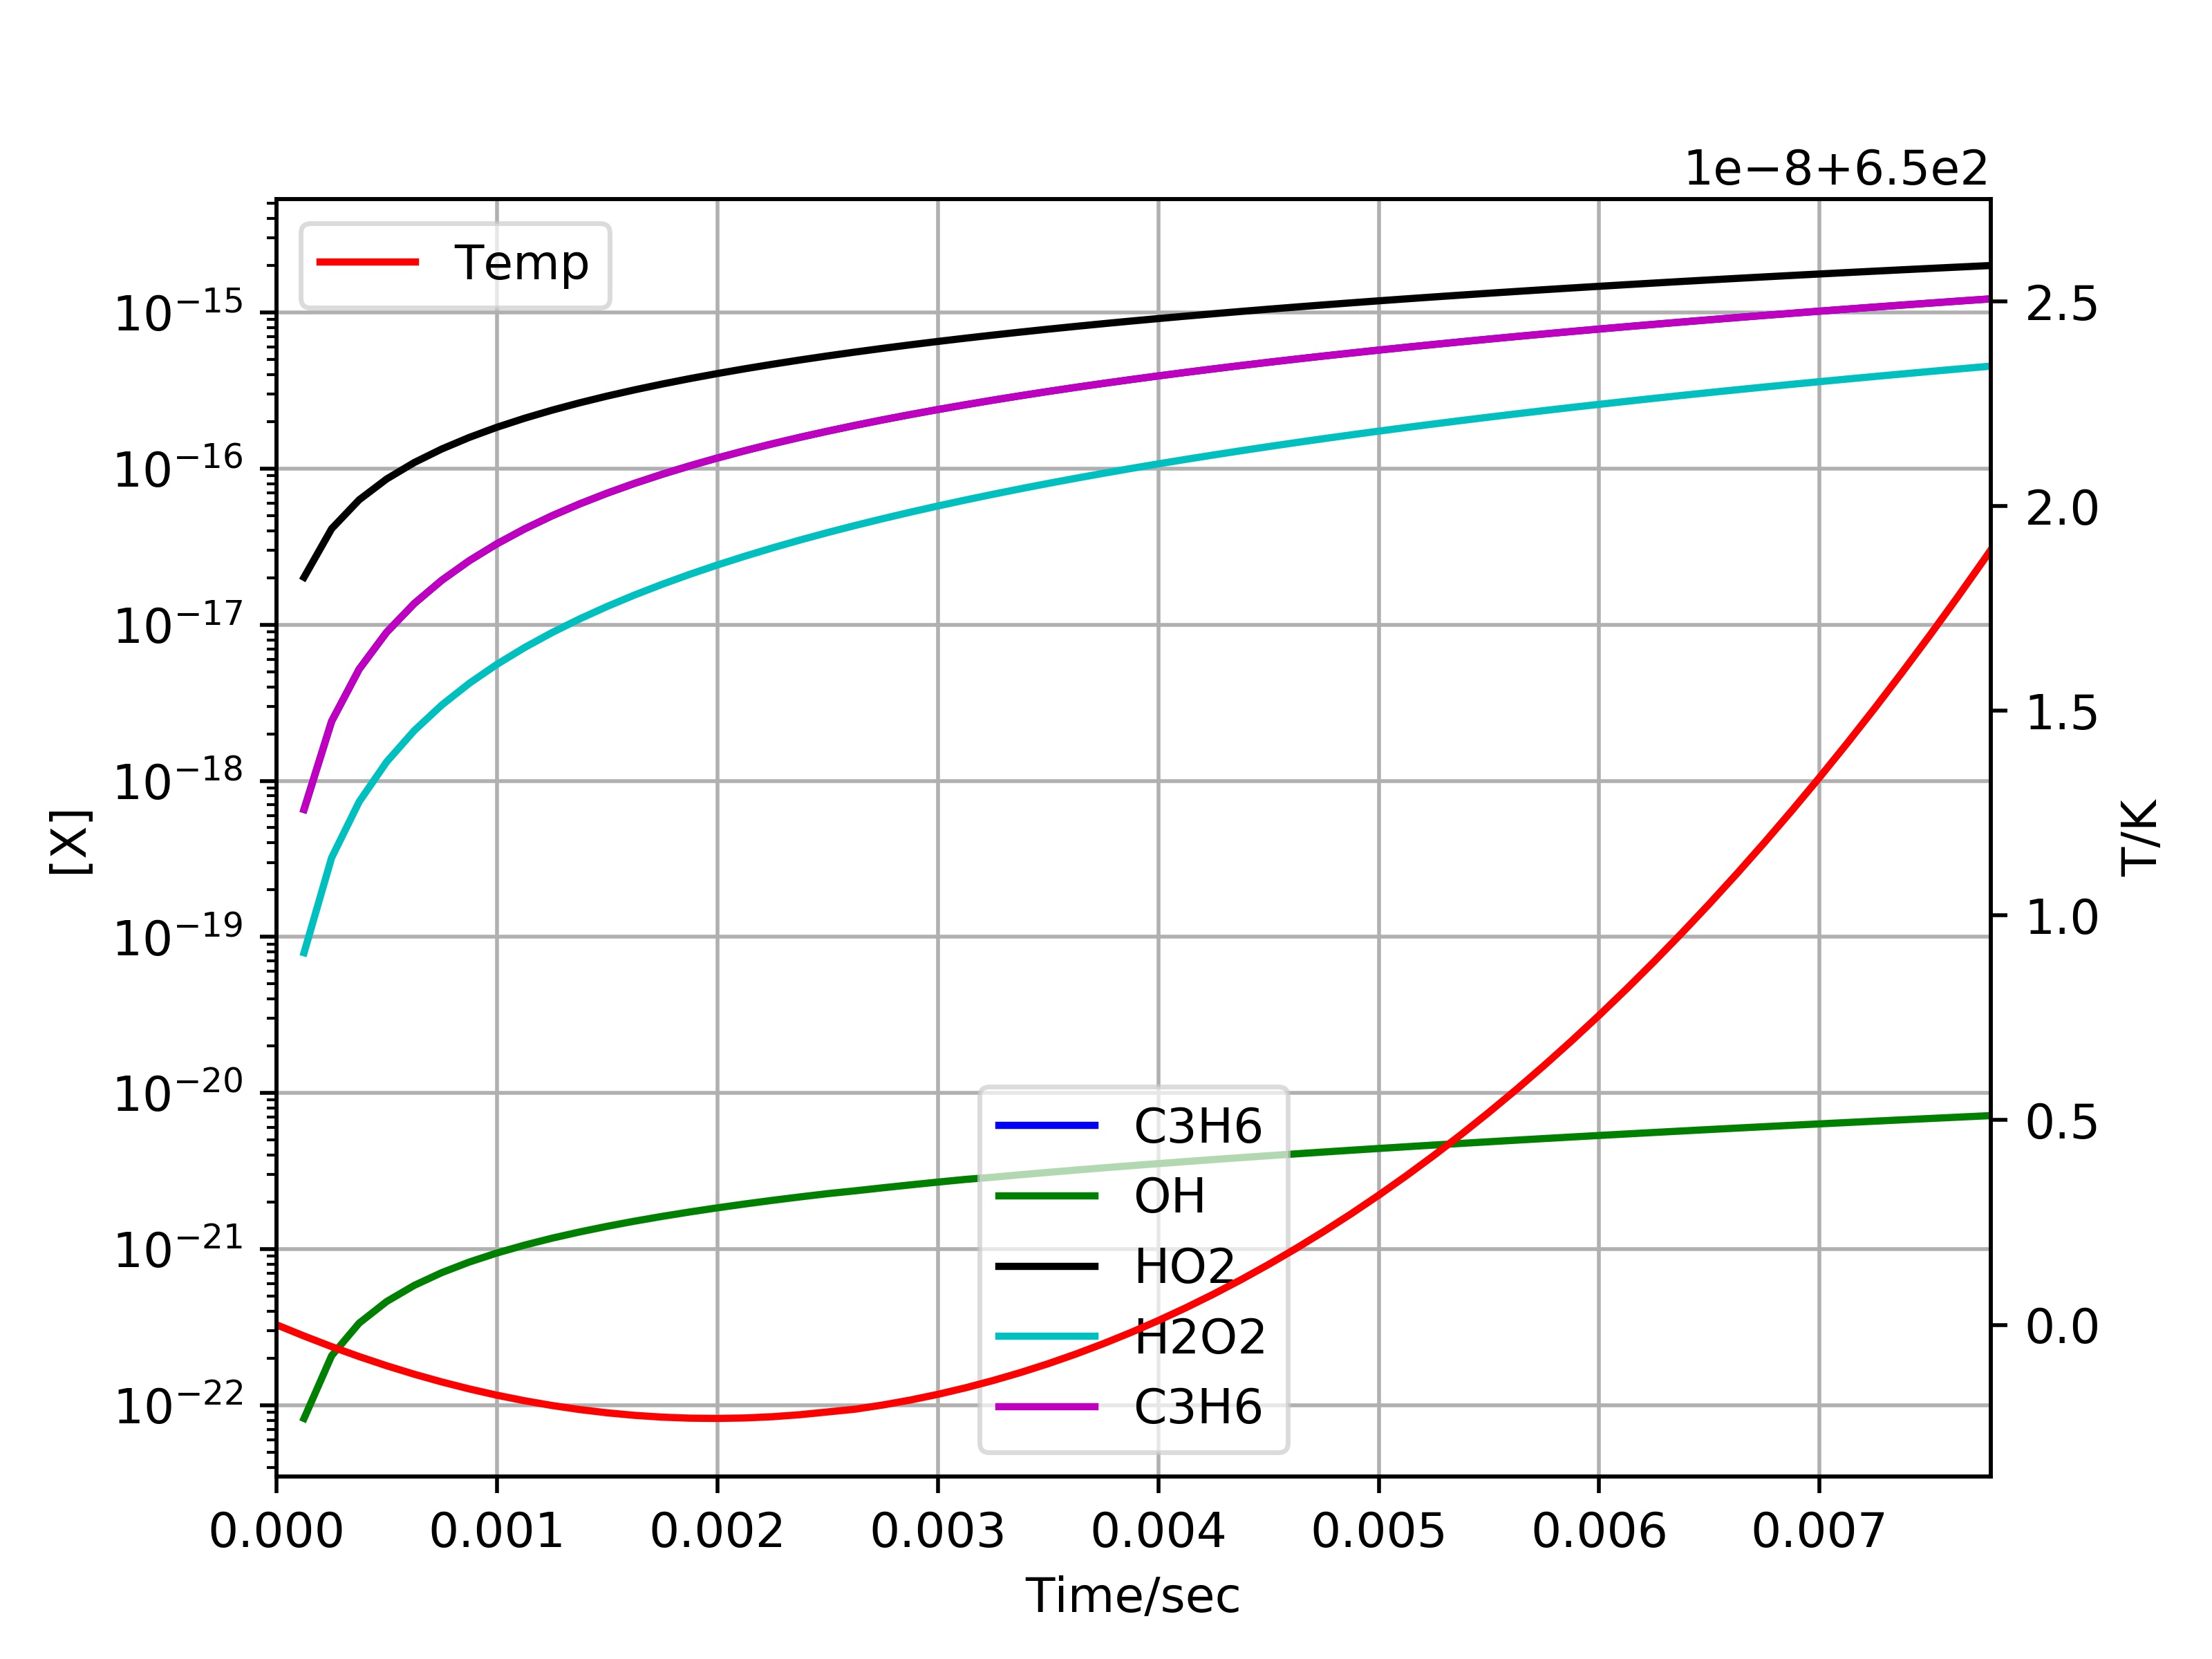 1e−8+6.5e2
Temp
10⁻¹⁵
10⁻¹⁶
10⁻¹⁷
10⁻¹⁸
10⁻¹⁹
10⁻²⁰
10⁻²¹
10⁻²²
[X]
2.5
2.0
1.5
1.0
0.5
0.0
T/K
C3H6
OH
HO2
H2O2
C3H6
0.000 0.001 0.002 0.003 0.004 0.005 0.006 0.007
Time/sec